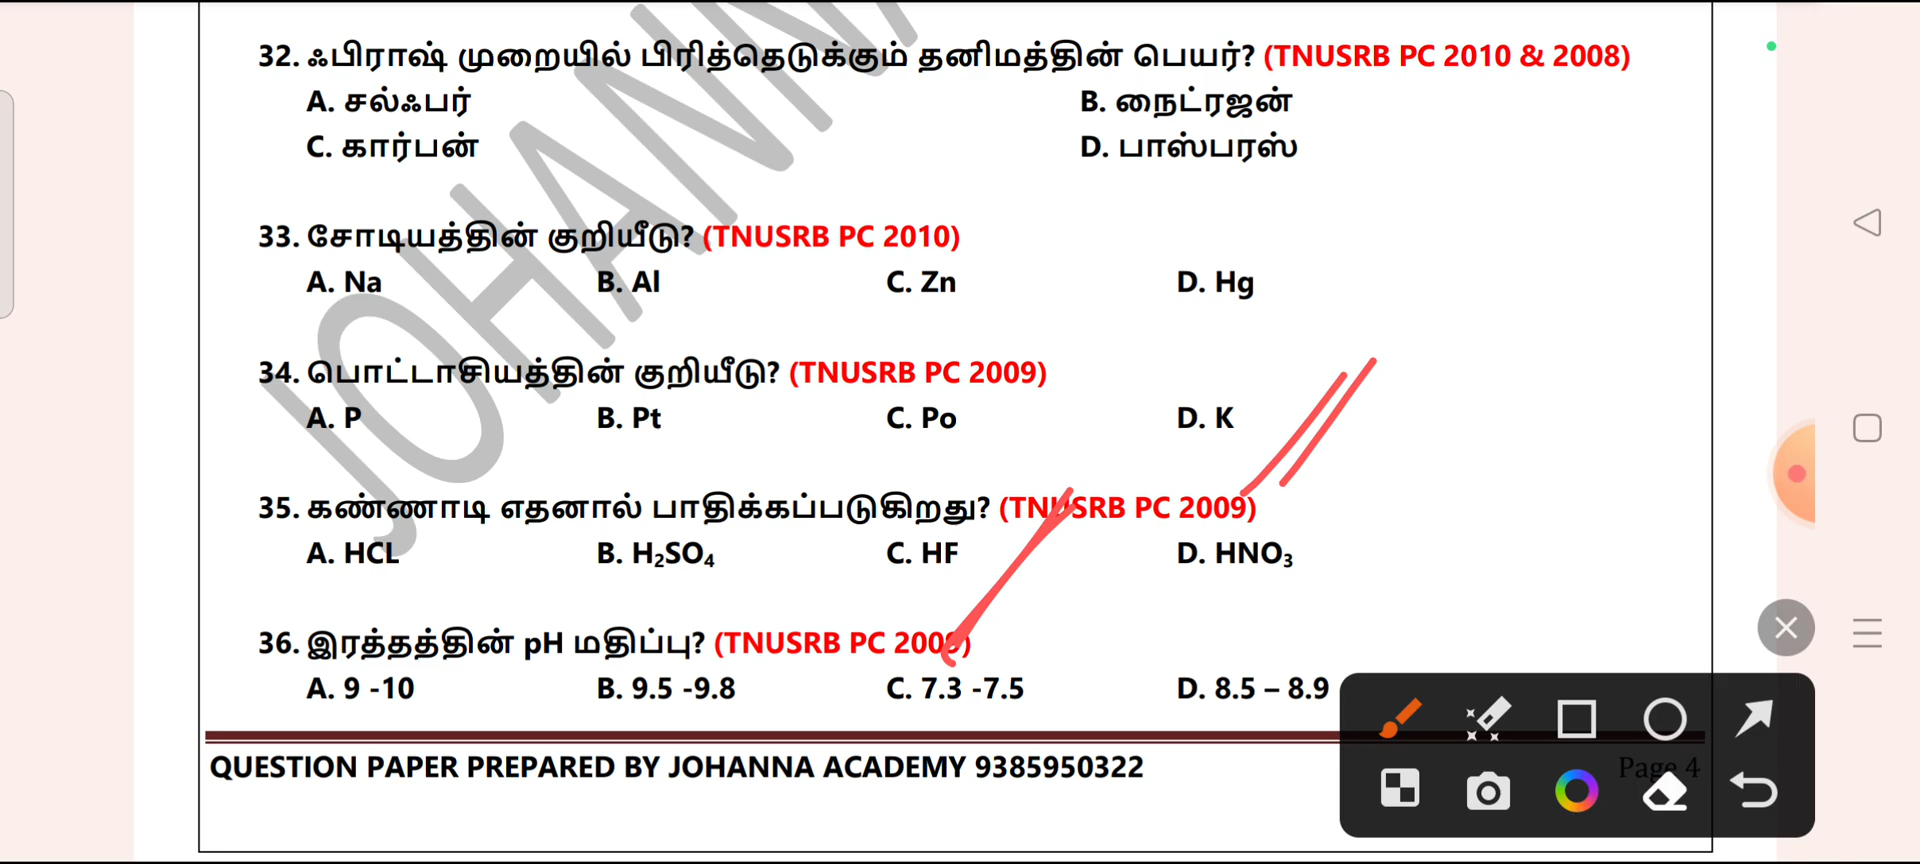 32. ஃபிராஷ் முறையில் பிரித்தெடுக்கும் தனிமத்தின் பெயர்? (TNUSRB PC 2010 & 2008)
A. சல்ஃபர் B. நைட்ரஜன்
C. கார்பன் D. பாஸ்பரஸ்
33. சோடியத்தின் குறியீடு? (TNUSRB PC 2010)
A. Na B. Al C. Zn D. Hg
34. பொட்டாசியத்தின் குறியீடு? (TNUSRB PC 2009)
A. P B. Pt C. Po D. K
35. கண்ணாடி எதனால் பாதிக்கப்படுகிறது? (TNUSRB PC 2009)
A. HCL B. H₂SO₄ C. HF D. HNO₃
36. இரத்தத்தின் pH மதிப்பு? (TNUSRB PC 2009)
A. 9 -10 B. 9.5 -9.8 C. 7.3 -7.5 D. 8.5 – 8.9
QUESTION PAPER PREPARED BY JOHANNA ACADEMY 9385950322
Page 4
JOHANNA